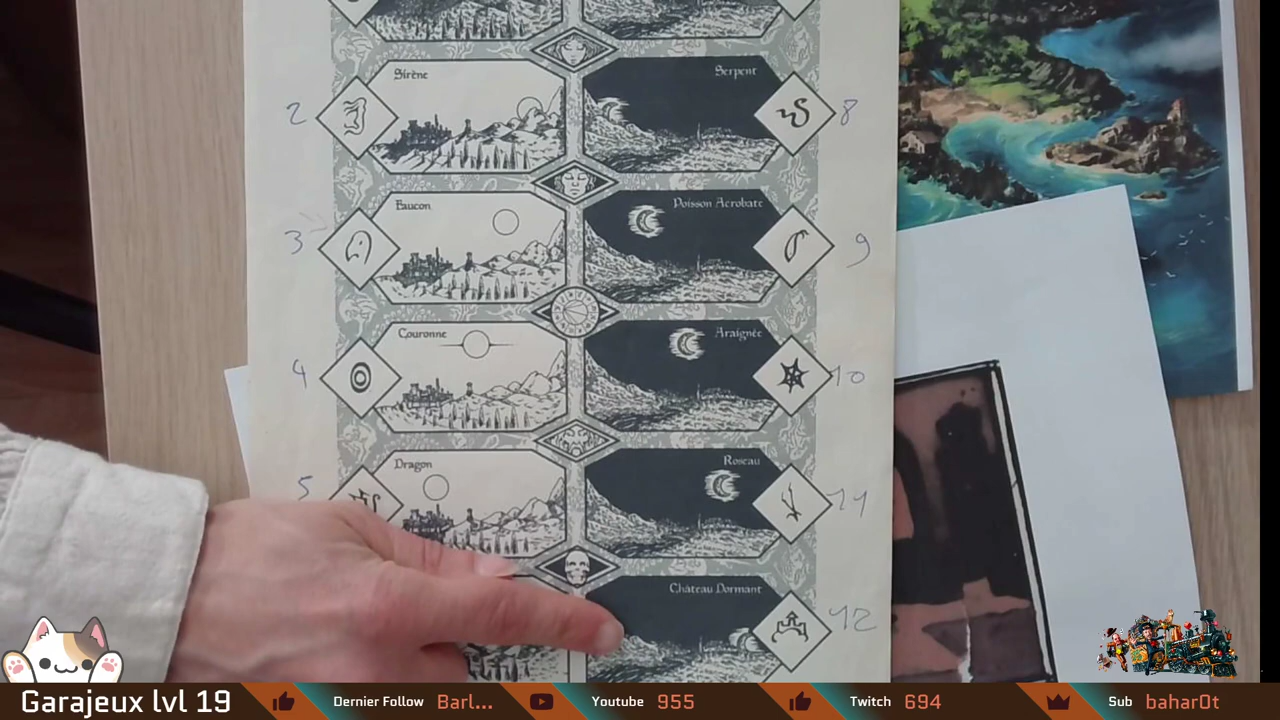 Sirène
Serpent
2
8
Faucon
Poisson Acrobate
3
9
Couronne
Araignée
4
10
Dragon
Roseau
5
11
Château Dormant
12
Garajeux lvl 19
Dernier Follow Barl...
Youtube 955
Twitch 694
Sub bahar0t